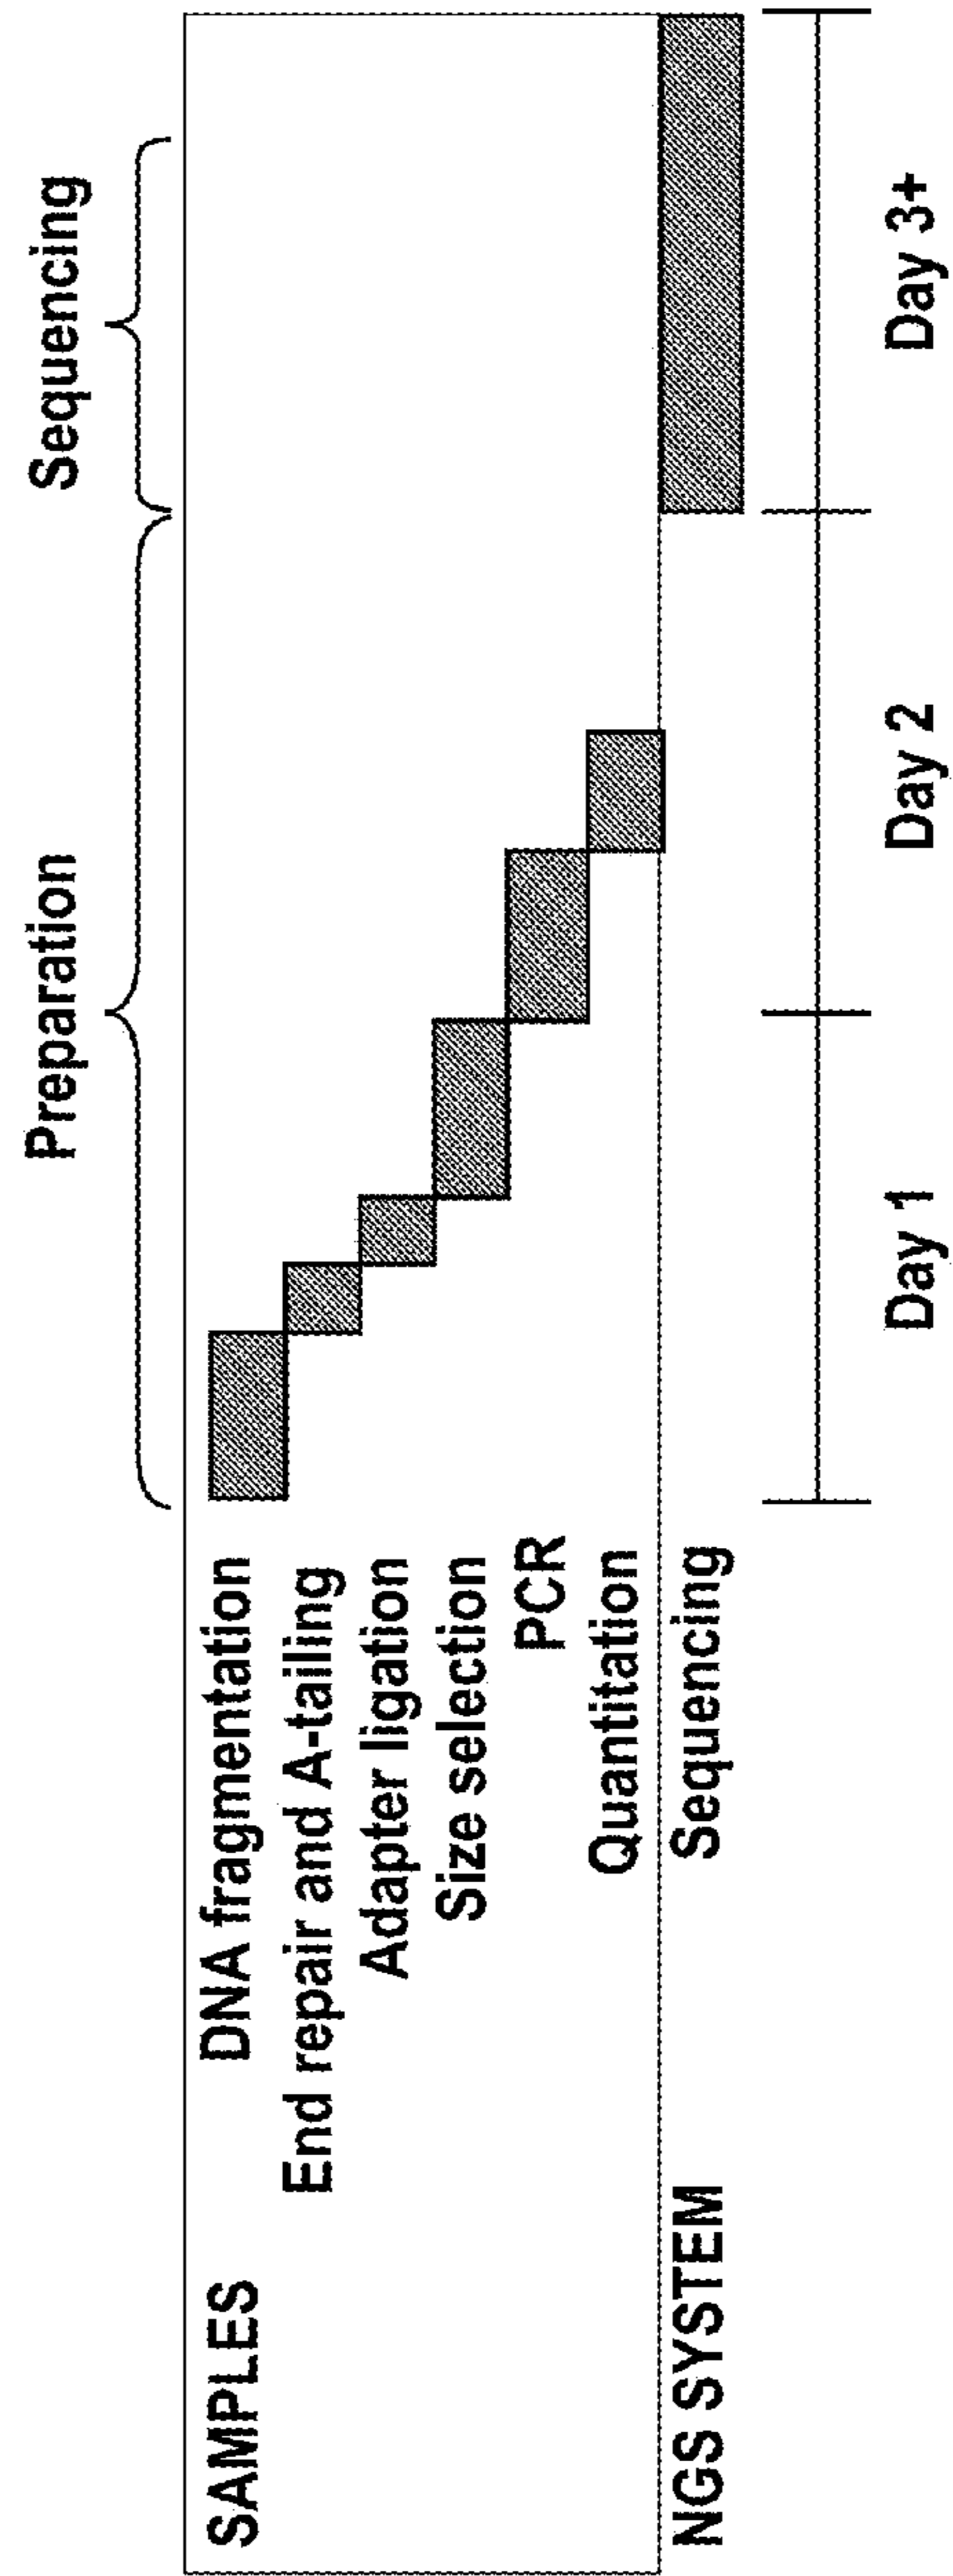 Preparation
Sequencing
SAMPLES
DNA fragmentation
End repair and A-tailing
Adapter ligation
Size selection
PCR
Quantitation
NGS SYSTEM
Sequencing
Day 1
Day 2
Day 3+